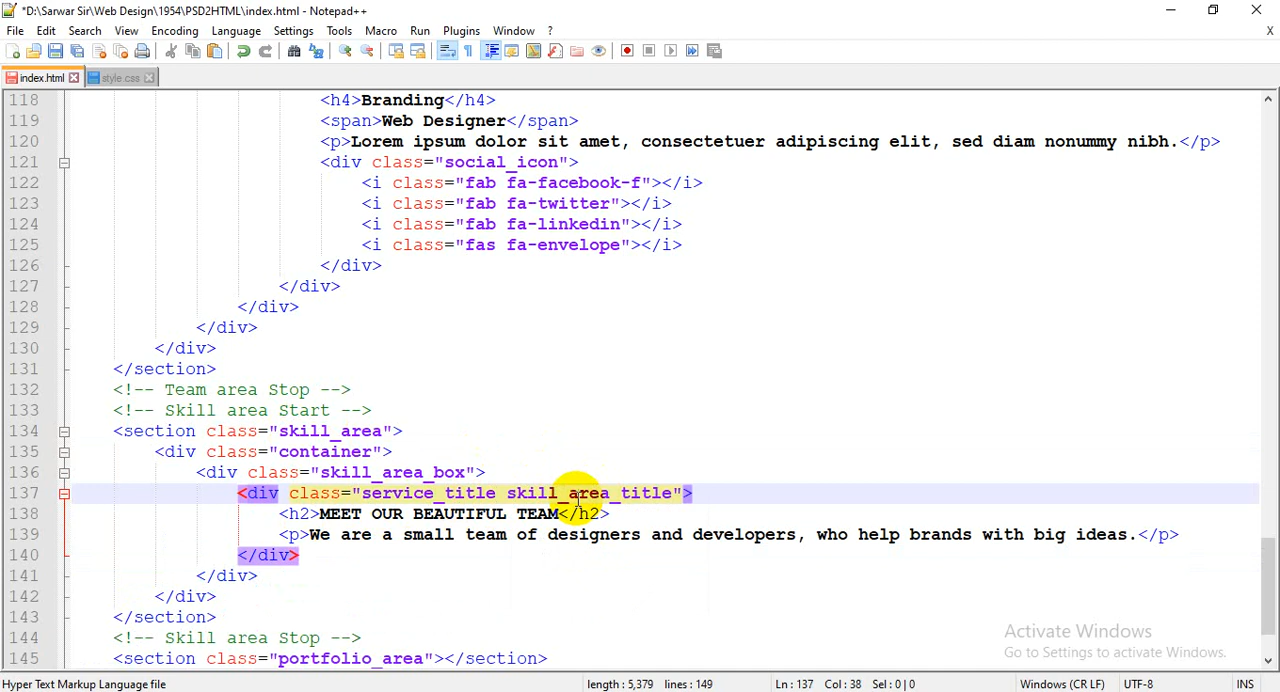 *D:\Sarwar Sir\Web Design\1954\PSD2HTML\index.html - Notepad++
File Edit Search View Encoding Language Settings Tools Macro Run Plugins Window ? X
index.html style.css
118 <h4>Branding</h4>
119 <span>Web Designer</span>
120 <p>Lorem ipsum dolor sit amet, consectetuer adipiscing elit, sed diam nonummy nibh.</p>
121 <div class="social_icon">
122 <i class="fab fa-facebook-f"></i>
123 <i class="fab fa-twitter"></i>
124 <i class="fab fa-linkedin"></i>
125 <i class="fas fa-envelope"></i>
126 </div>
127 </div>
128 </div>
129 </div>
130 </div>
131 </section>
132 <!-- Team area Stop -->
133 <!-- Skill area Start -->
134 <section class="skill_area">
135 <div class="container">
136 <div class="skill_area_box">
137 <div class="service_title skill_area_title">
138 <h2>MEET OUR BEAUTIFUL TEAM</h2>
139 <p>We are a small team of designers and developers, who help brands with big ideas.</p>
140 </div>
141 </div>
142 </div>
143 </section>
144 <!-- Skill area Stop -->
145 <section class="portfolio_area"></section>
Activate Windows
Go to Settings to activate Windows.
Hyper Text Markup Language file length : 5,379 lines : 149 Ln : 137 Col : 38 Sel : 0 | 0 Windows (CR LF) UTF-8 INS